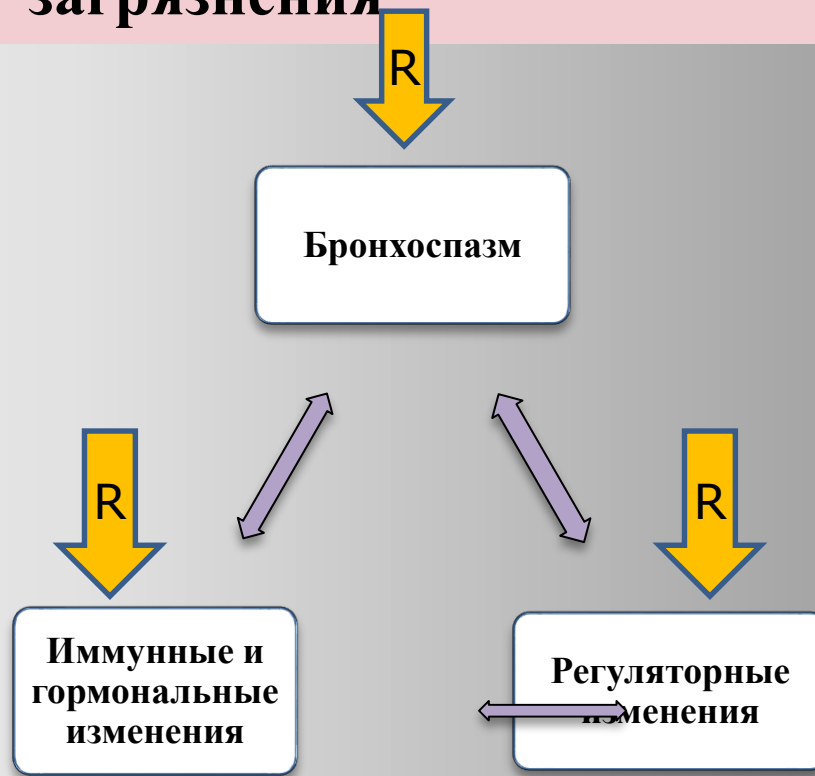 загрязнения
R
Бронхоспазм
R
R
Иммунные и
гормональные
изменения
Регуляторные
изменения